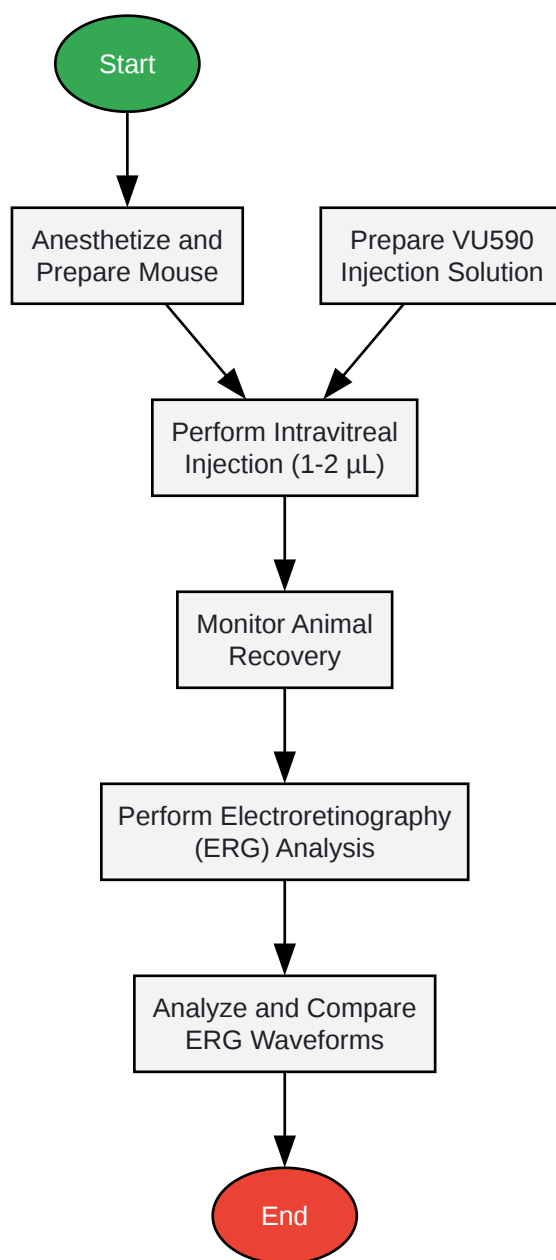 Start
Anesthetize and
Prepare Mouse
Prepare VU590
Injection Solution
Perform Intravitreal
Injection (1-2 µL)
Monitor Animal
Recovery
Perform Electroretinography
(ERG) Analysis
Analyze and Compare
ERG Waveforms
End